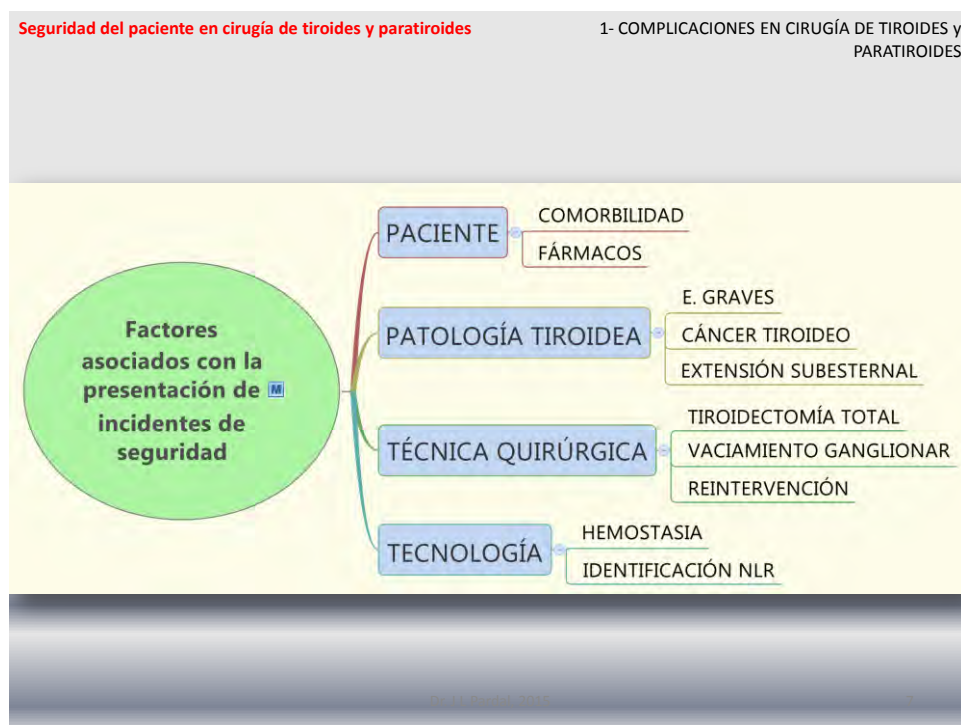 Seguridad del paciente en cirugía de tiroides y paratiroides
1- COMPLICACIONES EN CIRUGÍA DE TIROIDES y
PARATIROIDES
Factores
asociados con la
presentación de M
incidentes de
seguridad
PACIENTE
COMORBILIDAD
FÁRMACOS
PATOLOGÍA TIROIDEA
E. GRAVES
CÁNCER TIROIDEO
EXTENSIÓN SUBESTERNAL
TÉCNICA QUIRÚRGICA
TIROIDECTOMÍA TOTAL
VACIAMIENTO GANGLIONAR
REINTERVENCIÓN
TECNOLOGÍA
HEMOSTASIA
IDENTIFICACIÓN NLR
7